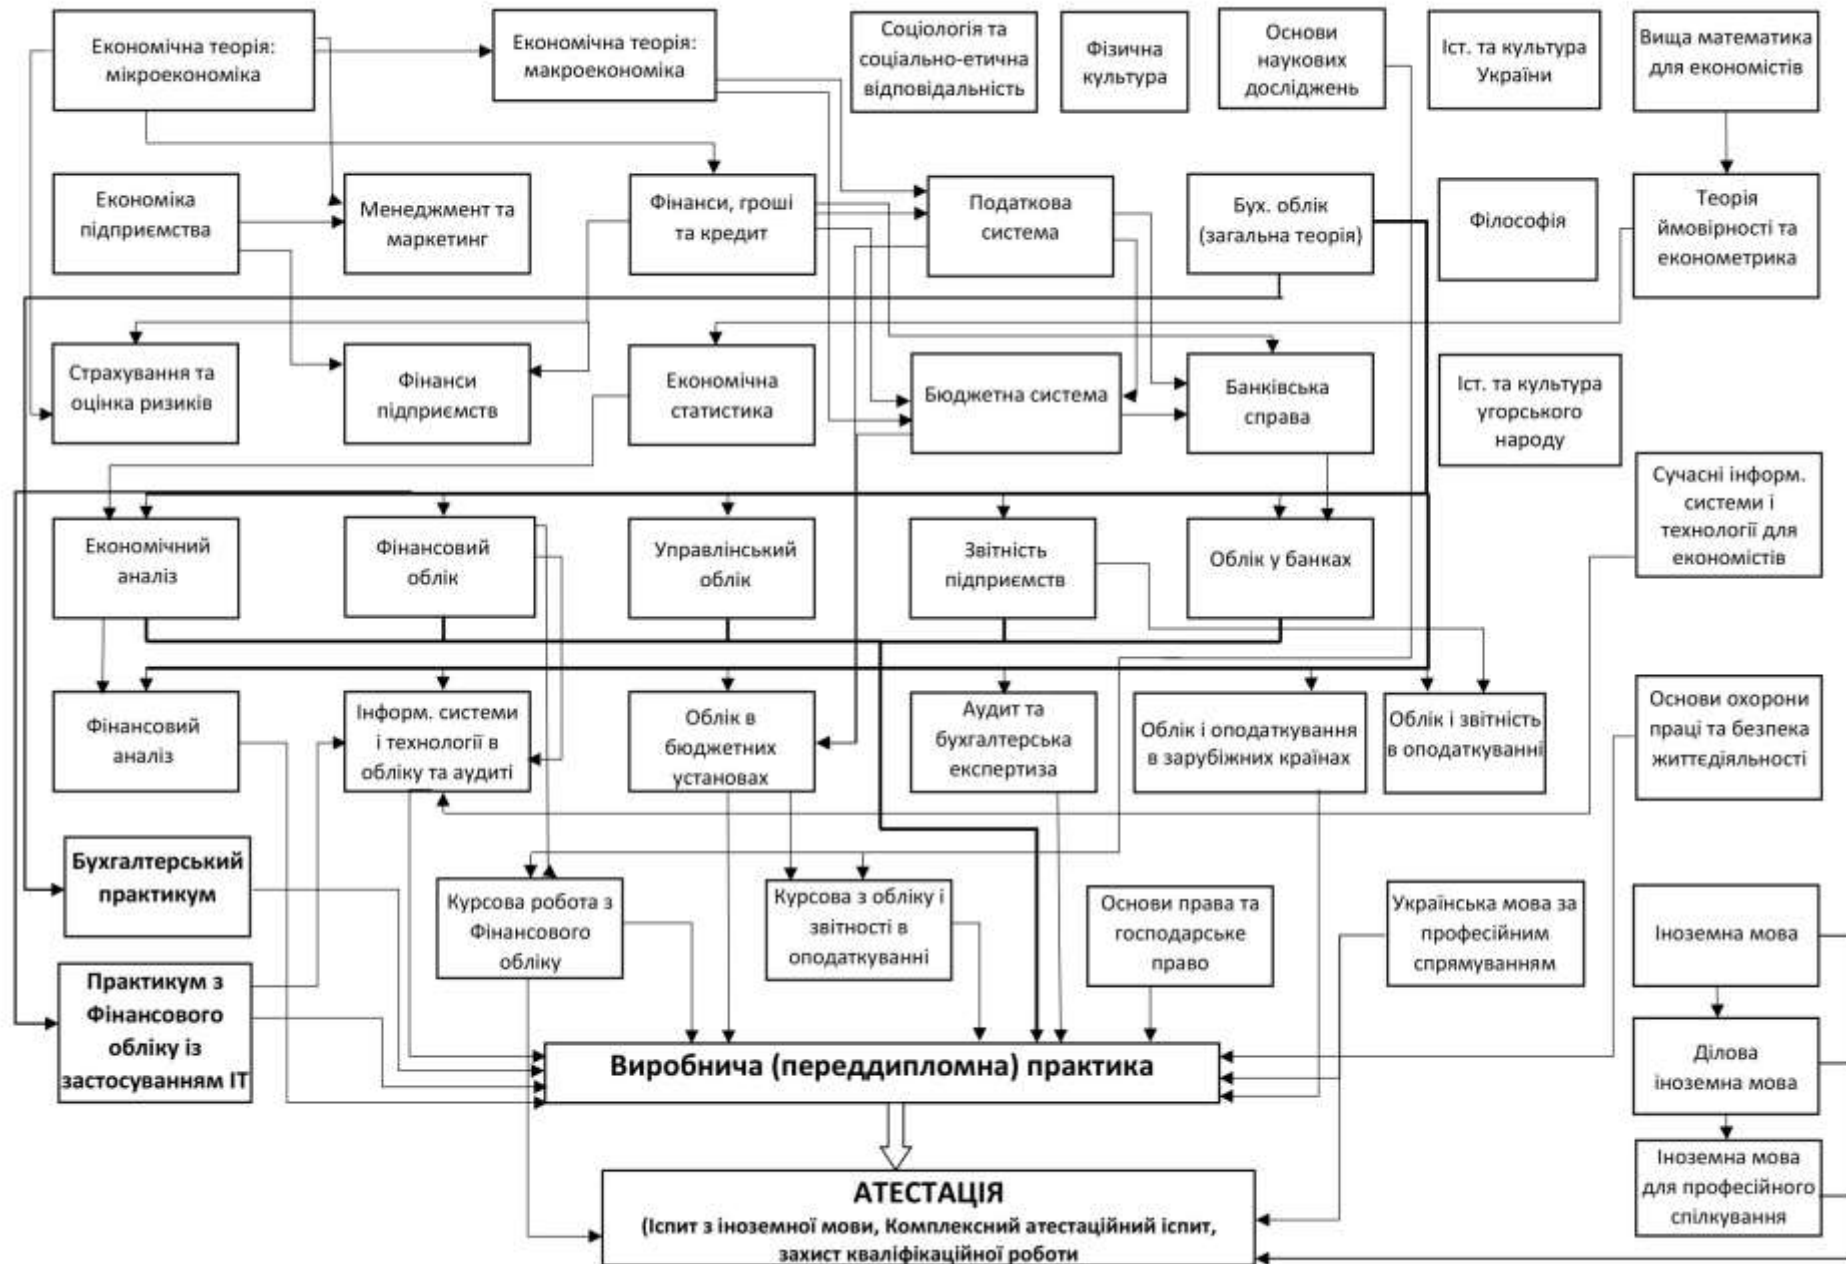 Економічна теорія:
мікроекономіка
Економічна теорія:
макроекономіка
Соціологія та
соціально-етична
відповідальність
Фізична
культура
Основи
наукових
досліджень
Іст. та культура
України
Вища математика
для економістів
Економіка
підприємства
Менеджмент та
маркетинг
Фінанси, гроші
та кредит
Податкова
система
Бух. облік
(загальна теорія)
Філософія
Теорія
ймовірності та
економетрика
Страхування та
оцінка ризиків
Фінанси
підприємств
Економічна
статистика
Бюджетна система
Банківська
справа
Іст. та культура
угорського
народу
Сучасні інформ.
системи і
технології для
економістів
Економічний
аналіз
Фінансовий
облік
Управлінський
облік
Звітність
підприємств
Облік у банках
Фінансовий
аналіз
Інформ. системи
і технології в
обліку та аудиті
Облік в
бюджетних
установах
Аудит та
бухгалтерська
експертиза
Облік і оподаткування
в зарубіжних країнах
Облік і звітність
в оподаткуванні
Основи охорони
праці та безпека
життєдіяльності
Бухгалтерський
практикум
Курсова робота з
Фінансового
обліку
Курсова з обліку і
звітності в
оподаткуванні
Основи права та
господарське
право
Українська мова за
професійним
спрямуванням
Іноземна мова
Практикум з
Фінансового
обліку із
застосуванням ІТ
Виробнича (переддипломна) практика
Ділова
іноземна мова
Іноземна мова
для професійного
спілкування
АТЕСТАЦІЯ
(Іспит з іноземної мови, Комплексний атестаційний іспит,
захист кваліфікаційної роботи